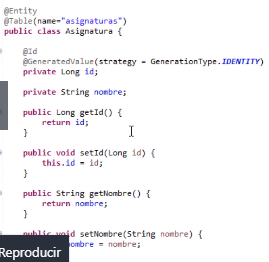 @Entity
@Table(name="asignaturas")
public class Asignatura {
@Id
@GeneratedValue(strategy = GenerationType.IDENTITY)
private Long id;
private String nombre;
public Long getId() {
return id;
}
public void setId(Long id) {
this.id = id;
}
public String getNombre() {
return nombre;
}
public void setNombre(String nombre) {
nombre = nombre;
Reproducir